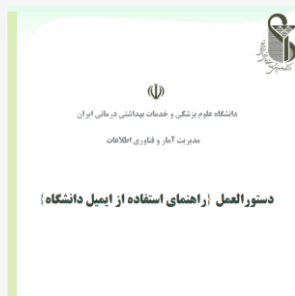 دانشگاه علوم پزشکی و خدمات بهداشتی درمانی ایران
مدیریت آمار و فناوری اطلاعات
دستورالعمل {راهنمای استفاده از ایمیل دانشگاه}